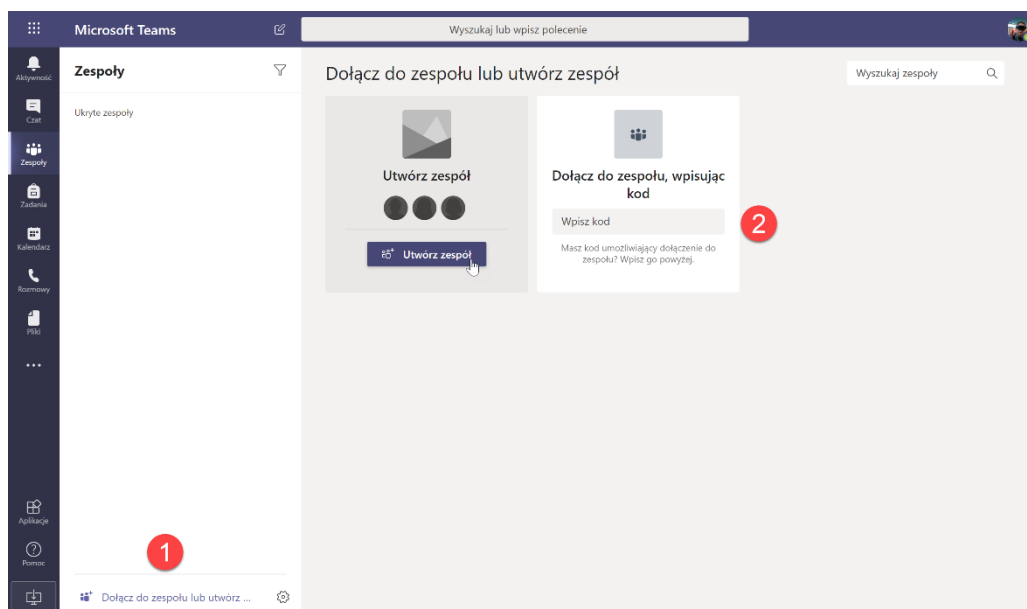 Microsoft Teams
Wyszukaj lub wpisz polecenie
Aktywność
Czat
Zespoły
Zadania
Kalendarz
Rozmowy
Pliki
Aplikacje
Pomoc
Zespoły
Ukryte zespoły
1
Dołącz do zespołu lub utwórz ...
Dołącz do zespołu lub utwórz zespół
Wyszukaj zespoły
Utwórz zespół
Utwórz zespół
Dołącz do zespołu, wpisując
kod
Wpisz kod
2
Masz kod umożliwiający dołączenie do
zespołu? Wpisz go powyżej.